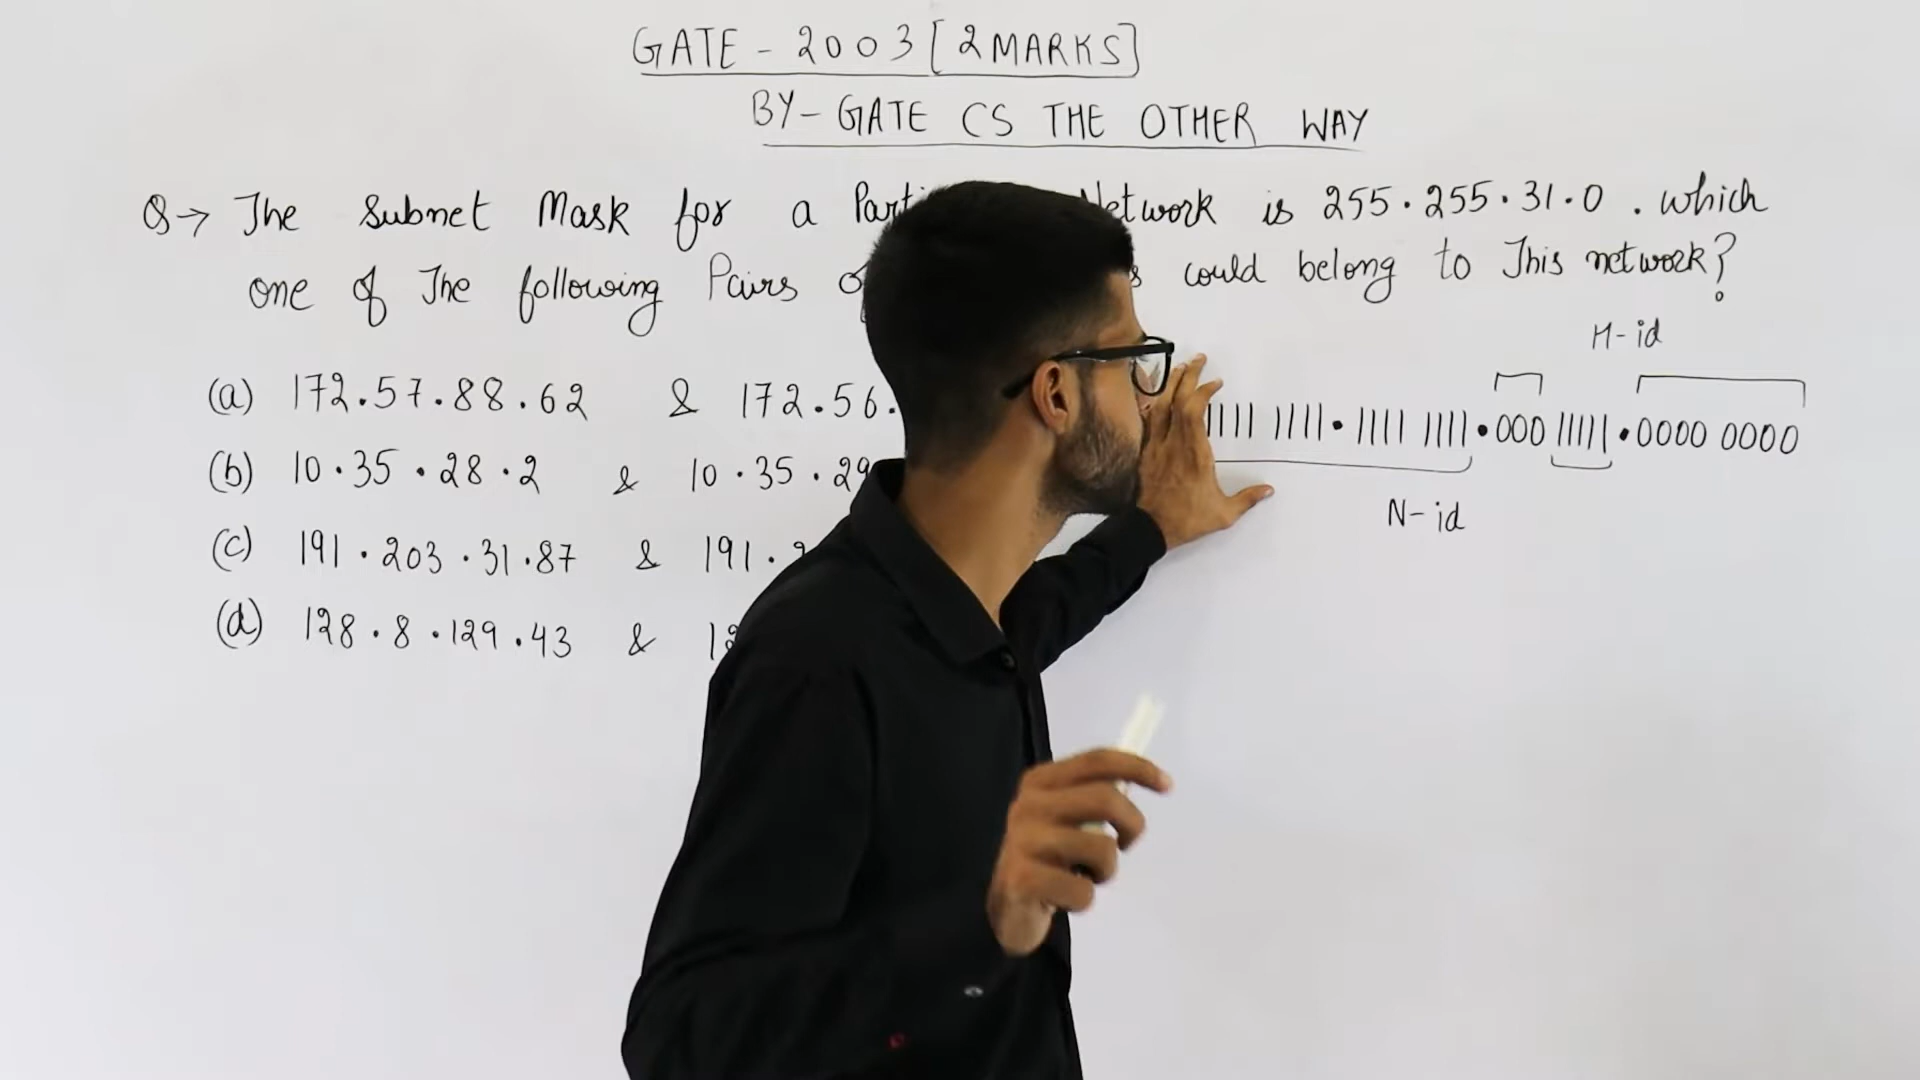 GATE - 2003 [2 MARKS]
BY - GATE CS THE OTHER WAY
Q → The Subnet Mask for a Network is 255.255.31.0 . which
one of The following Pairs could belong to This network?
H-id
(a) 172.57.88.62 & 172.56.
1111 1111.1111 1111.000 11111.0000 0000
(b) 10.35.28.2 & 10.35.29
N-id
(c) 191.203.31.87 & 191.
(d) 128.8.129.43 &